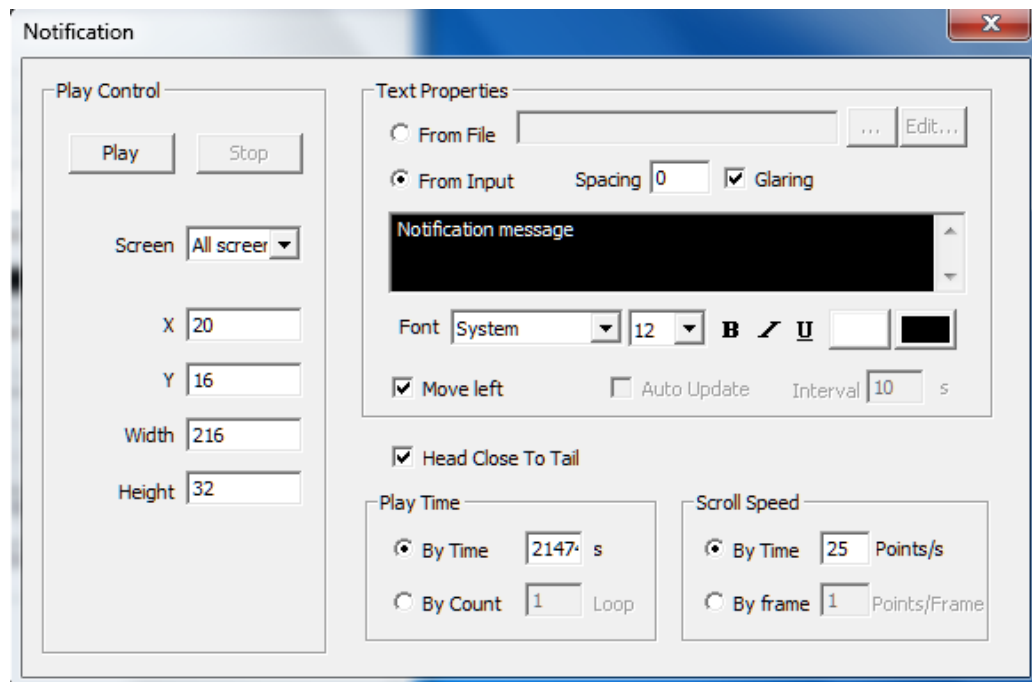 Notification
x
Play Control
Play Stop
Screen All screen
X 20
Y 16
Width 216
Height 32
Text Properties
From File ... Edit...
From Input Spacing 0 Glaring
Notification message
Font System 12 B I U
Move left Auto Update Interval 10 s
Head Close To Tail
Play Time
By Time 2147 s
By Count 1 Loop
Scroll Speed
By Time 25 Points/s
By frame 1 Points/Frame